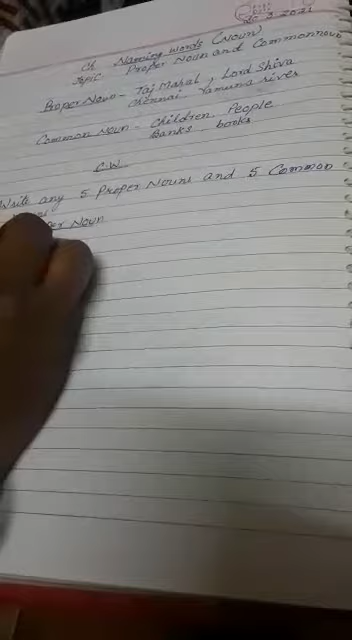 Ch Naming words (Noun)
Topic Proper Noun and Common noun
Proper Noun - Taj Mahal, Lord Shiva
Chennai, Yamuna river
Common Noun - Children, People
Banks, books
C.W.
Write any 5 Proper Nouns and 5 Common
Noun